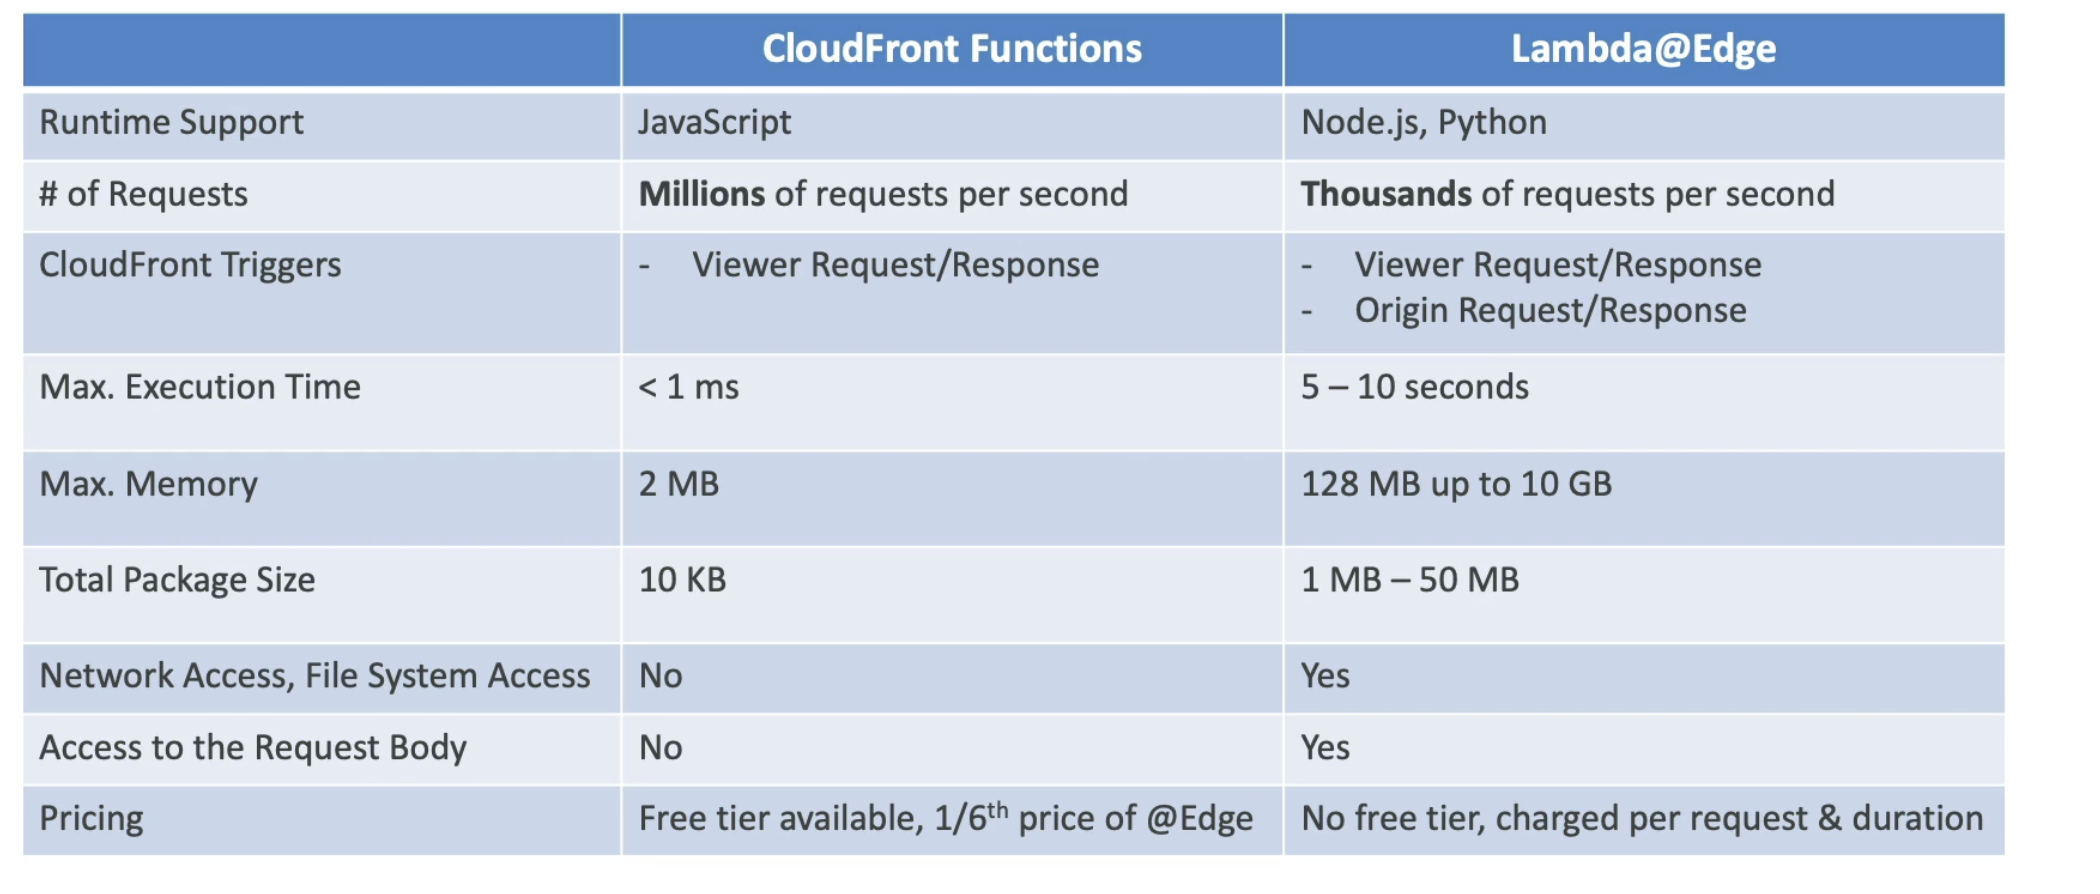 CloudFront Functions Lambda@Edge
Runtime Support JavaScript Node.js, Python
# of Requests Millions of requests per second Thousands of requests per second
CloudFront Triggers - Viewer Request/Response - Viewer Request/Response
- Origin Request/Response
Max. Execution Time < 1 ms 5 – 10 seconds
Max. Memory 2 MB 128 MB up to 10 GB
Total Package Size 10 KB 1 MB – 50 MB
Network Access, File System Access No Yes
Access to the Request Body No Yes
Pricing Free tier available, 1/6th price of @Edge No free tier, charged per request & duration